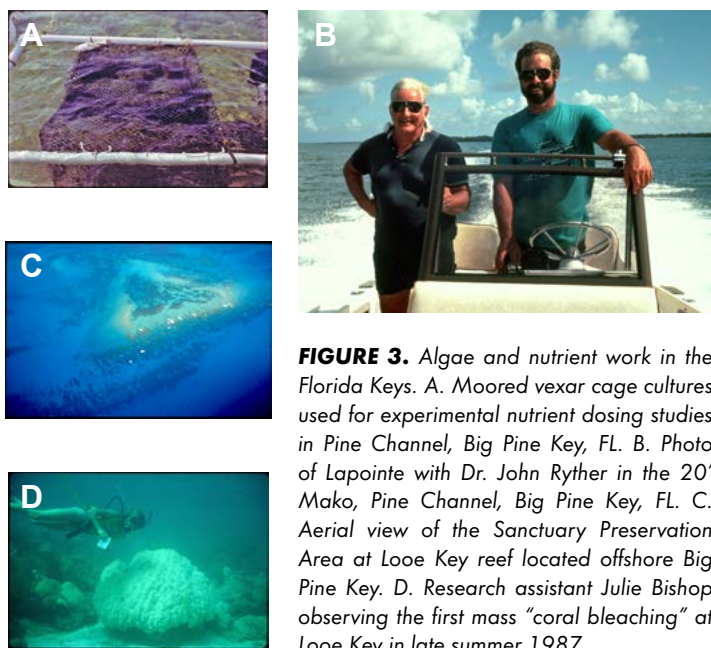 A
B
C
D
FIGURE 3. Algae and nutrient work in the
Florida Keys. A. Moored vexar cage cultures
used for experimental nutrient dosing studies
in Pine Channel, Big Pine Key, FL. B. Photo
of Lapointe with Dr. John Ryther in the 20'
Mako, Pine Channel, Big Pine Key, FL. C.
Aerial view of the Sanctuary Preservation
Area at Looe Key reef located offshore Big
Pine Key. D. Research assistant Julie Bishop
observing the first mass “coral bleaching” at
Looe Key in late summer 1987